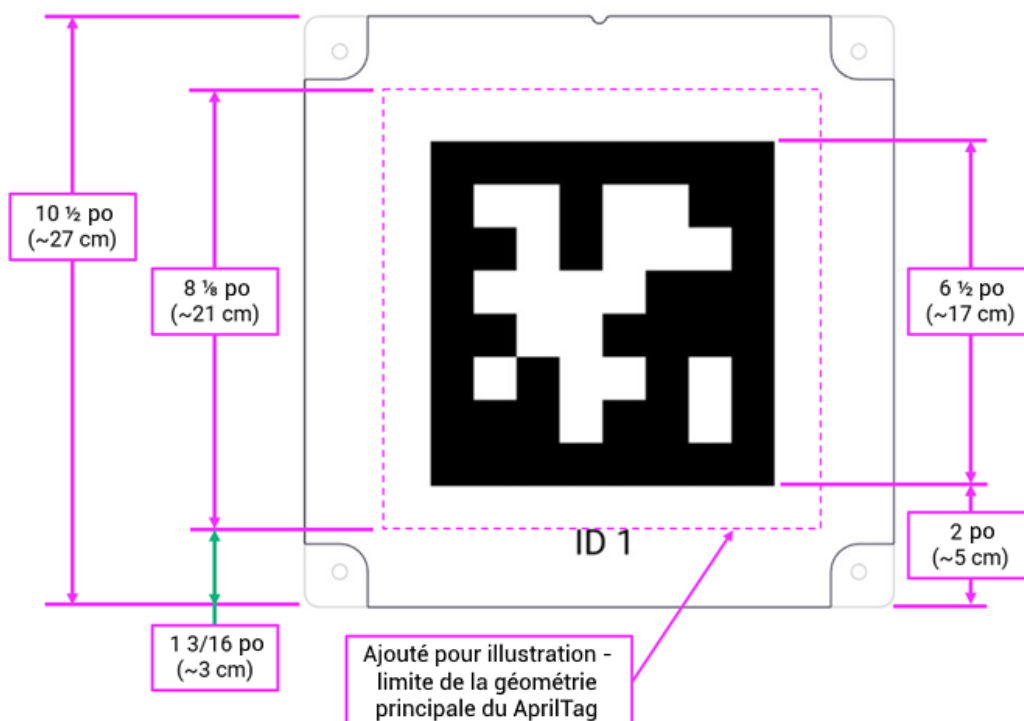 10 ½ po
(~27 cm)
8 ⅛ po
(~21 cm)
6 ½ po
(~17 cm)
ID 1
2 po
(~5 cm)
1 3/16 po
(~3 cm)
Ajouté pour illustration -
limite de la géométrie
principale du AprilTag